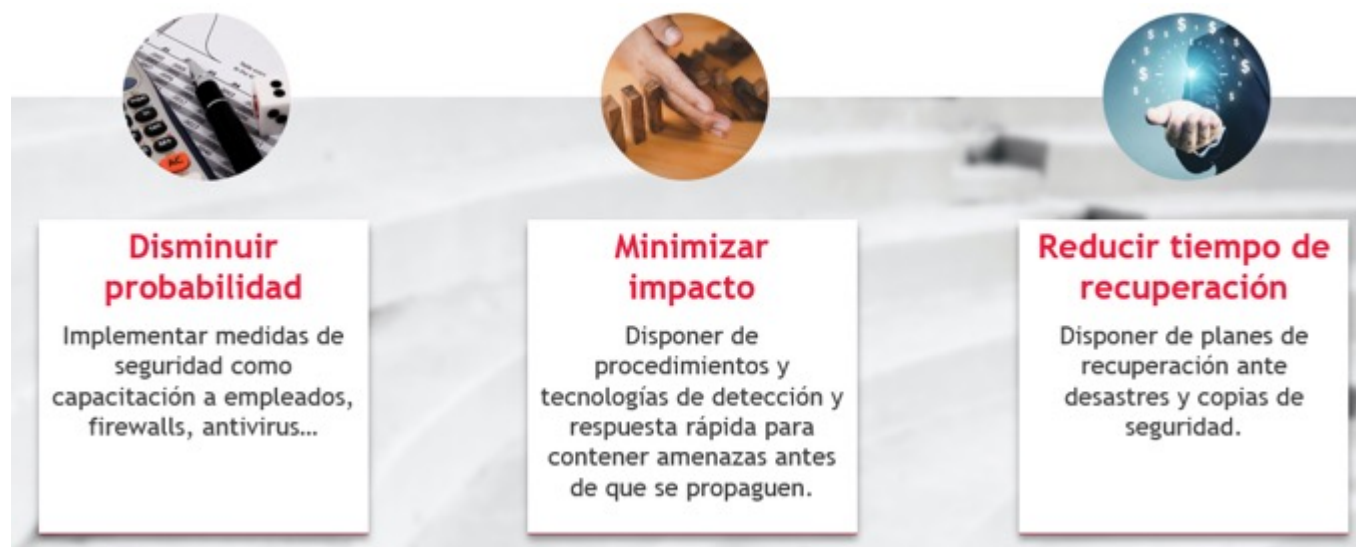 Disminuir
probabilidad
Implementar medidas de
seguridad como
capacitación a empleados,
firewalls, antivirus...
Minimizar
impacto
Disponer de
procedimientos y
tecnologías de detección y
respuesta rápida para
contener amenazas antes
de que se propaguen.
Reducir tiempo de
recuperación
Disponer de planes de
recuperación ante
desastres y copias de
seguridad.